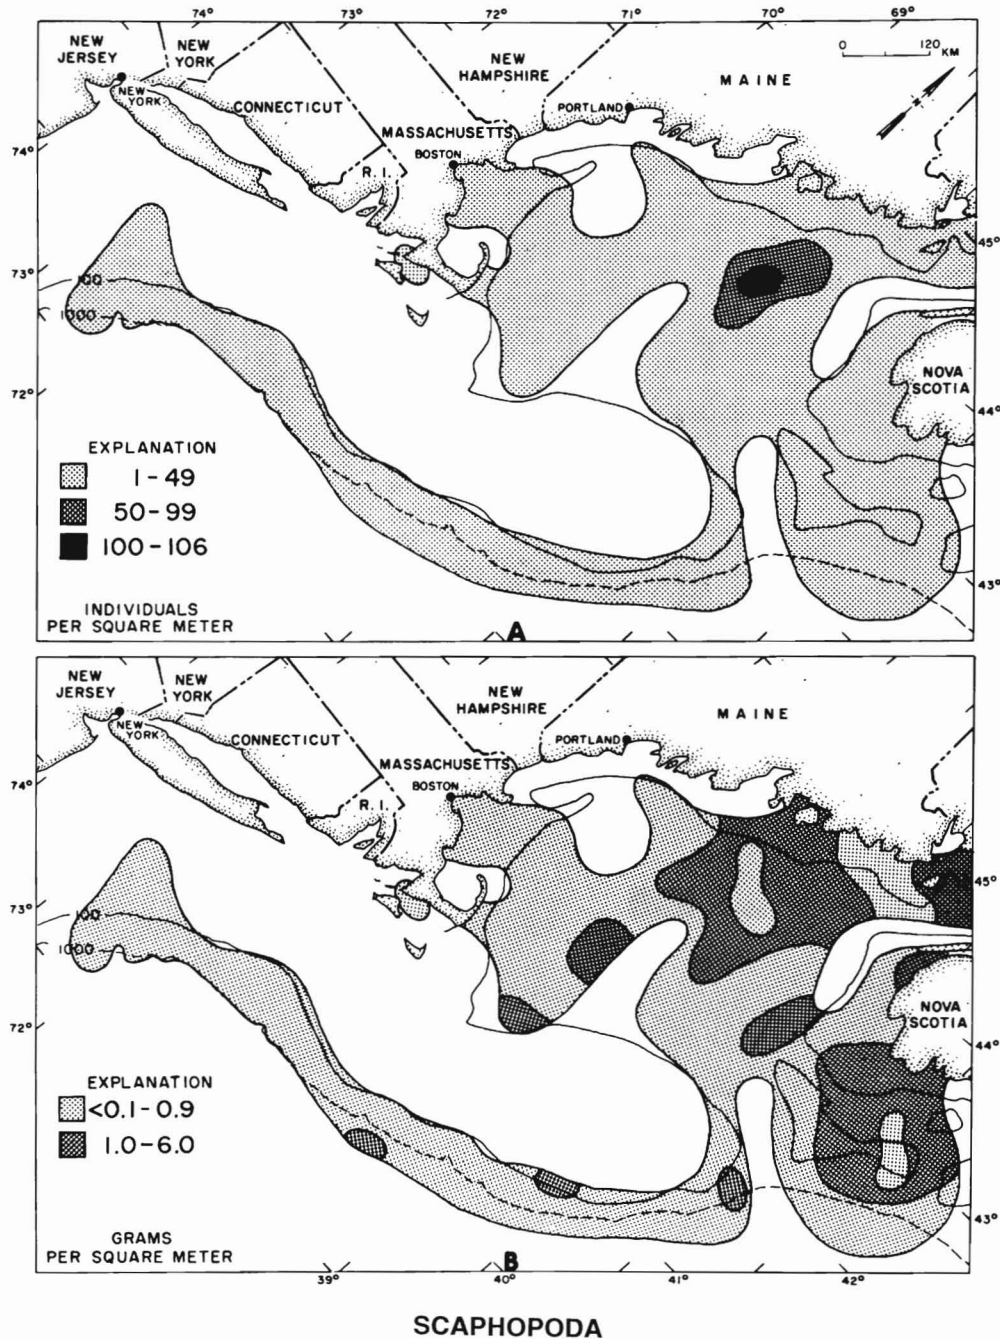 74° 73° 72° 71° 70° 69°
NEW
JERSEY
NEW
YORK
NEW
YORK
CONNECTICUT
NEW
HAMPSHIRE
MAINE
0 120 KM
PORTLAND
MASSACHUSETTS
BOSTON
R. I.
74°
45°
73°
100
1000
NOVA
SCOTIA
72°
44°
EXPLANATION
1-49
50-99
100-106
43°
INDIVIDUALS
PER SQUARE METER
A
NEW
JERSEY
NEW
YORK
NEW
YORK
CONNECTICUT
NEW
HAMPSHIRE
MAINE
PORTLAND
MASSACHUSETTS
BOSTON
R. I.
74°
45°
73°
100
1000
NOVA
SCOTIA
72°
44°
EXPLANATION
<0.1-0.9
1.0-6.0
43°
GRAMS
PER SQUARE METER
B
39° 40° 41° 42°
SCAPHOPODA